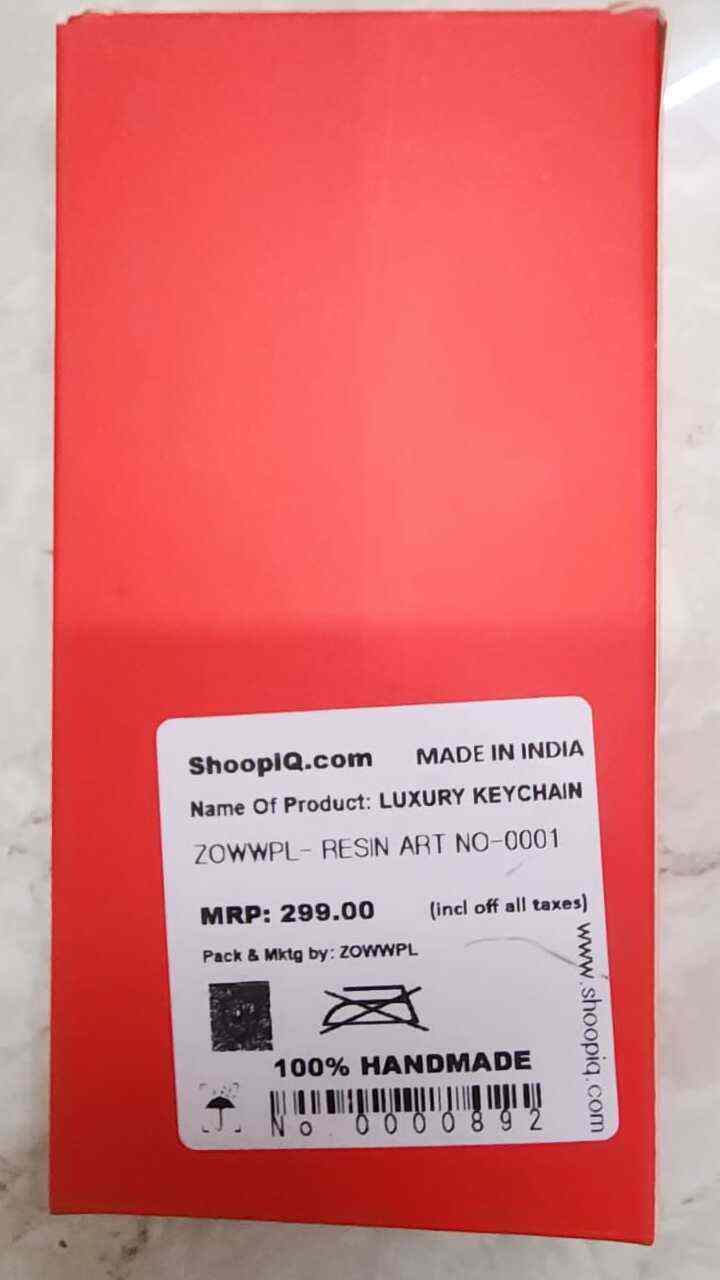 ShoopIQ.com MADE IN INDIA
Name Of Product: LUXURY KEYCHAIN
ZOWWPL- RESIN ART NO-0001
MRP: 299.00 (incl off all taxes)
Pack & Mktg by: ZOWWPL
www.shoopiq.com
100% HANDMADE
No 0000892